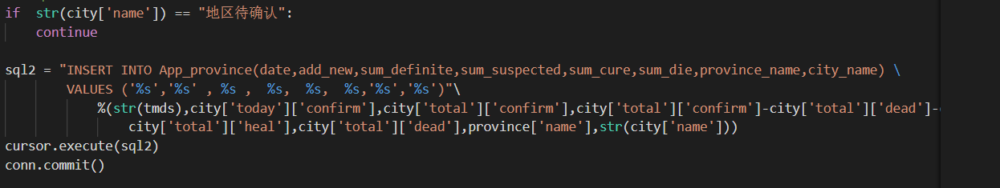 if  str(city['name']) == "地区待确认":
    continue
sql2 = "INSERT INTO App_province(date,add_new,sum_definite,sum_suspected,sum_cure,sum_die,province_name,city_name) \
        VALUES ('%s','%s' , %s ,  %s,  %s,  %s,'%s','%s')"\
            %(str(tmds),city['today']['confirm'],city['total']['confirm'],city['total']['confirm']-city['total']['dead']-
                city['total']['heal'],city['total']['dead'],province['name'],str(city['name']))
cursor.execute(sql2)
conn.commit()